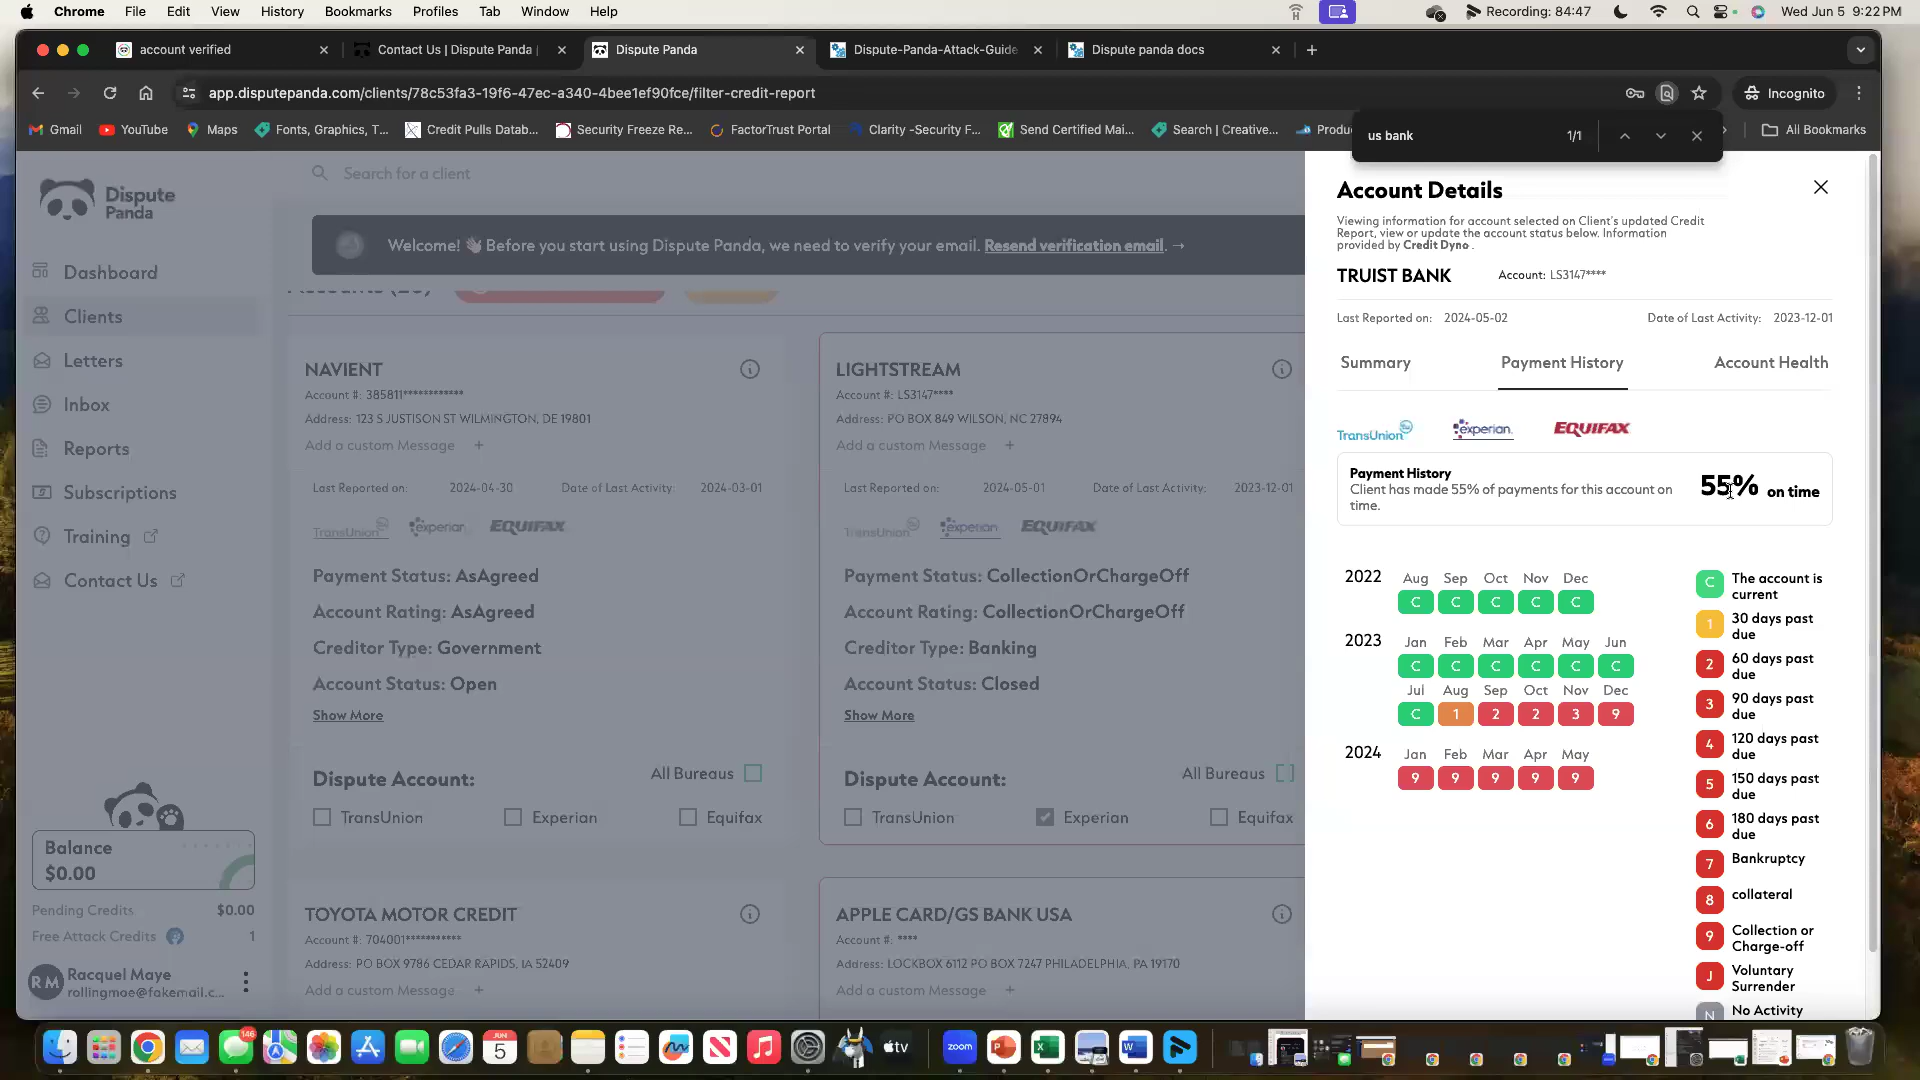 Chrome File Edit View History Bookmarks Profiles Tab Window Help
Recording: 84:47
Wed Jun 5 9:22 PM
account verified
Contact Us | Dispute Panda |
Dispute Panda
Dispute-Panda-Attack-Guide
Dispute panda docs
app.disputepanda.com/clients/78c53fa3-19f6-47ec-a340-4bee1ef90fce/filter-credit-report
Incognito
Gmail
YouTube
Maps
Fonts, Graphics, T...
Credit Pulls Datab...
Security Freeze Re...
FactorTrust Portal
Clarity -Security F...
Send Certified Mai...
Search | Creative...
Produ
All Bookmarks
us bank 1/1
Dispute
Panda
Search for a client
Welcome! 👋 Before you start using Dispute Panda, we need to verify your email. Resend verification email. →
Dashboard
Clients
Letters
Inbox
Reports
Subscriptions
Training
Contact Us
Balance
$0.00
Pending Credits $0.00
Free Attack Credits 1
RM
Racquel Maye
rollingmae@fakemail.c...
NAVIENT
Account #: 385811************
Address: 123 S JUSTISON ST WILMINGTON, DE 19801
Add a custom Message +
Last Reported on: 2024-04-30 Date of Last Activity: 2024-03-01
TransUnion experian. EQUIFAX
Payment Status: AsAgreed
Account Rating: AsAgreed
Creditor Type: Government
Account Status: Open
Show More
Dispute Account: All Bureaus
TransUnion Experian Equifax
LIGHTSTREAM
Account #: LS3147****
Address: PO BOX 849 WILSON, NC 27894
Add a custom Message +
Last Reported on: 2024-05-01 Date of Last Activity: 2023-12-01
TransUnion experian. EQUIFAX
Payment Status: CollectionOrChargeOff
Account Rating: CollectionOrChargeOff
Creditor Type: Banking
Account Status: Closed
Show More
Dispute Account: All Bureaus
TransUnion Experian Equifax
TOYOTA MOTOR CREDIT
Account #: 704001**********
Address: PO BOX 9786 CEDAR RAPIDS, IA 52409
Add a custom Message +
APPLE CARD/GS BANK USA
Account #: ****
Address: LOCKBOX 6112 PO BOX 7247 PHILADELPHIA, PA 19170
Add a custom Message +
Account Details
Viewing information for account selected on Client's updated Credit
Report, view or update the account status below. Information
provided by Credit Dyno .
TRUIST BANK Account: LS3147****
Last Reported on: 2024-05-02 Date of Last Activity: 2023-12-01
Summary Payment History Account Health
TransUnion experian. EQUIFAX
Payment History
Client has made 55% of payments for this account on
time.
55% on time
2022 Aug Sep Oct Nov Dec
C C C C C
2023 Jan Feb Mar Apr May Jun
C C C C C C
Jul Aug Sep Oct Nov Dec
C 1 2 2 3 9
2024 Jan Feb Mar Apr May
9 9 9 9 9
C The account is
current
1 30 days past
due
2 60 days past
due
3 90 days past
due
4 120 days past
due
5 150 days past
due
6 180 days past
due
7 Bankruptcy
8 collateral
9 Collection or
Charge-off
J Voluntary
Surrender
N No Activity
146
JUN
5
tv
zoom